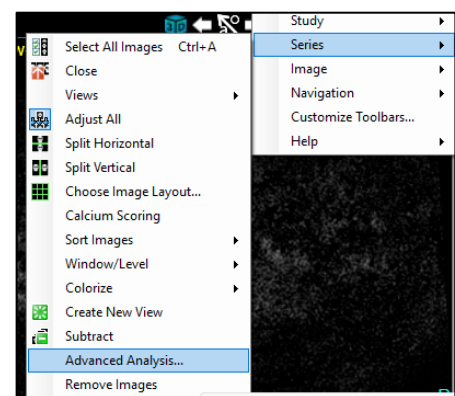 Study
Series
Image
Navigation
Customize Toolbars...
Help
Select All Images Ctrl+A
Close
Views
Adjust All
Split Horizontal
Split Vertical
Choose Image Layout...
Calcium Scoring
Sort Images
Window/Level
Colorize
Create New View
Subtract
Advanced Analysis...
Remove Images